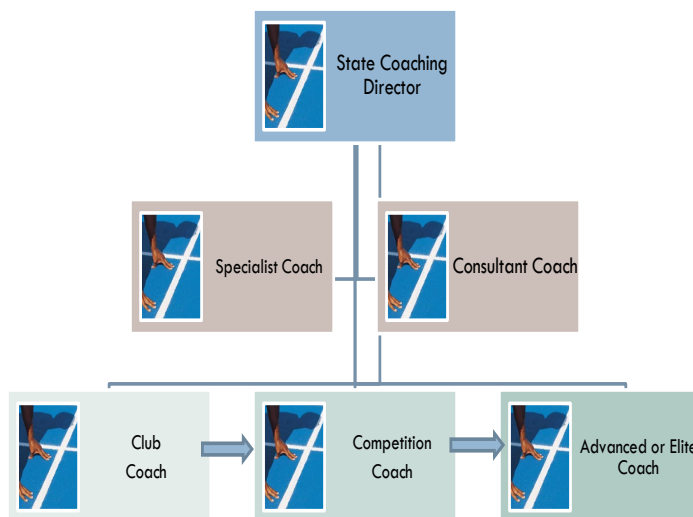 State Coaching
Director
Specialist Coach
Consultant Coach
Club
Coach
Competition
Coach
Advanced or Elite
Coach